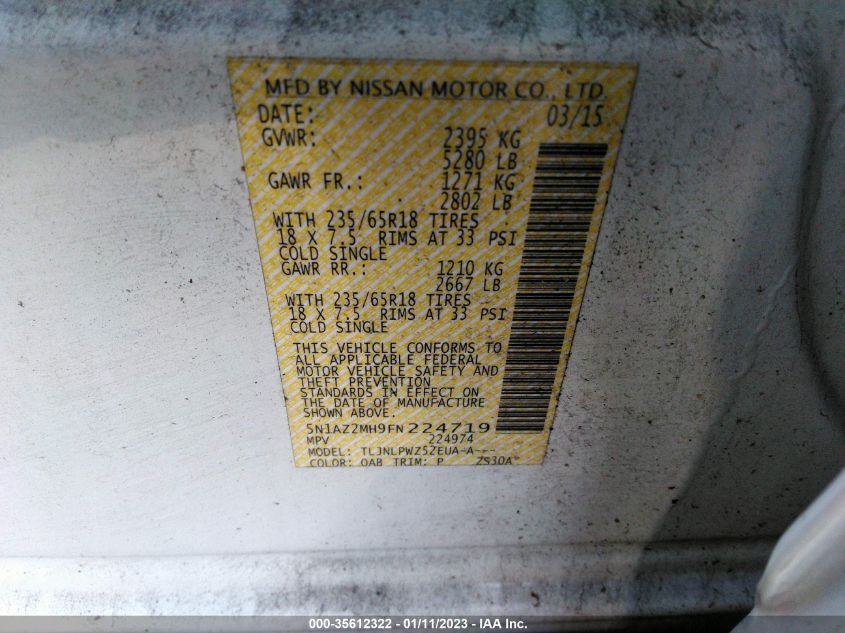 MFD BY NISSAN MOTOR CO., LTD.
DATE: 03/15
GVWR: 2395 KG
5280 LB
GAWR FR.: 1271 KG
2802 LB
WITH 235/65R18 TIRES
18 X 7.5 RIMS AT 33 PSI
COLD SINGLE
GAWR RR.: 1210 KG
2667 LB
WITH 235/65R18 TIRES
18 X 7.5 RIMS AT 33 PSI
COLD SINGLE
THIS VEHICLE CONFORMS TO
ALL APPLICABLE FEDERAL
MOTOR VEHICLE SAFETY AND
THEFT PREVENTION
STANDARDS IN EFFECT ON
THE DATE OF MANUFACTURE
SHOWN ABOVE.
5N1AZ2MH9FN224719
MPV 224974
MODEL: TLJNLPWZ52EUA-A---
COLOR: QAB TRIM: P ZS30A
000-35612322 - 01/11/2023 - IAA Inc.